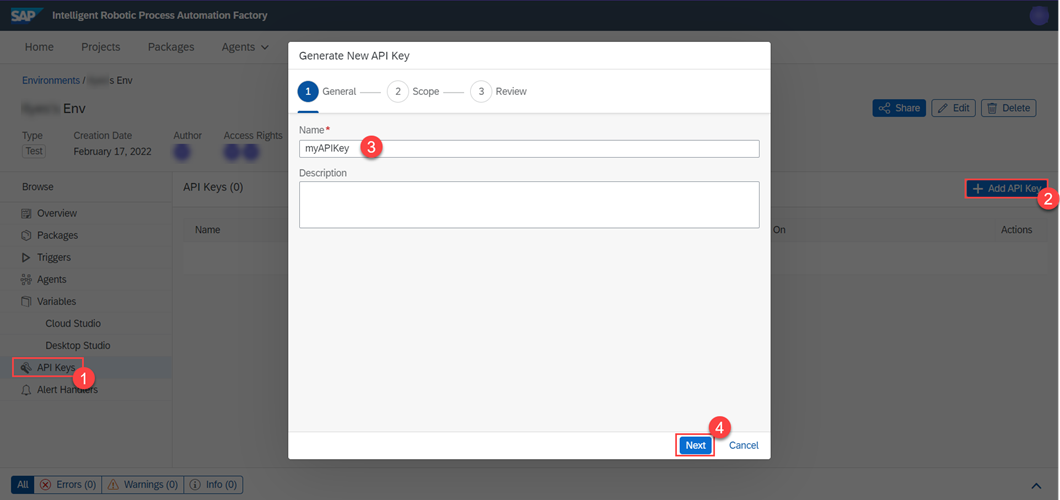 SAP Intelligent Robotic Process Automation Factory
Home Projects Packages Agents
Environments / s Env
Env
Share Edit Delete
Type Creation Date Author Access Rights
Test February 17, 2022
Browse
Overview
Packages
Triggers
Agents
Variables
Cloud Studio
Desktop Studio
API Keys
1
Alert Handlers
API Keys (0)
Add API Key
2
Name On Actions
Generate New API Key
1 General 2 Scope 3 Review
Name*
myAPIKey 3
Description
4
Next Cancel
All Errors (0) Warnings (0) Info (0)